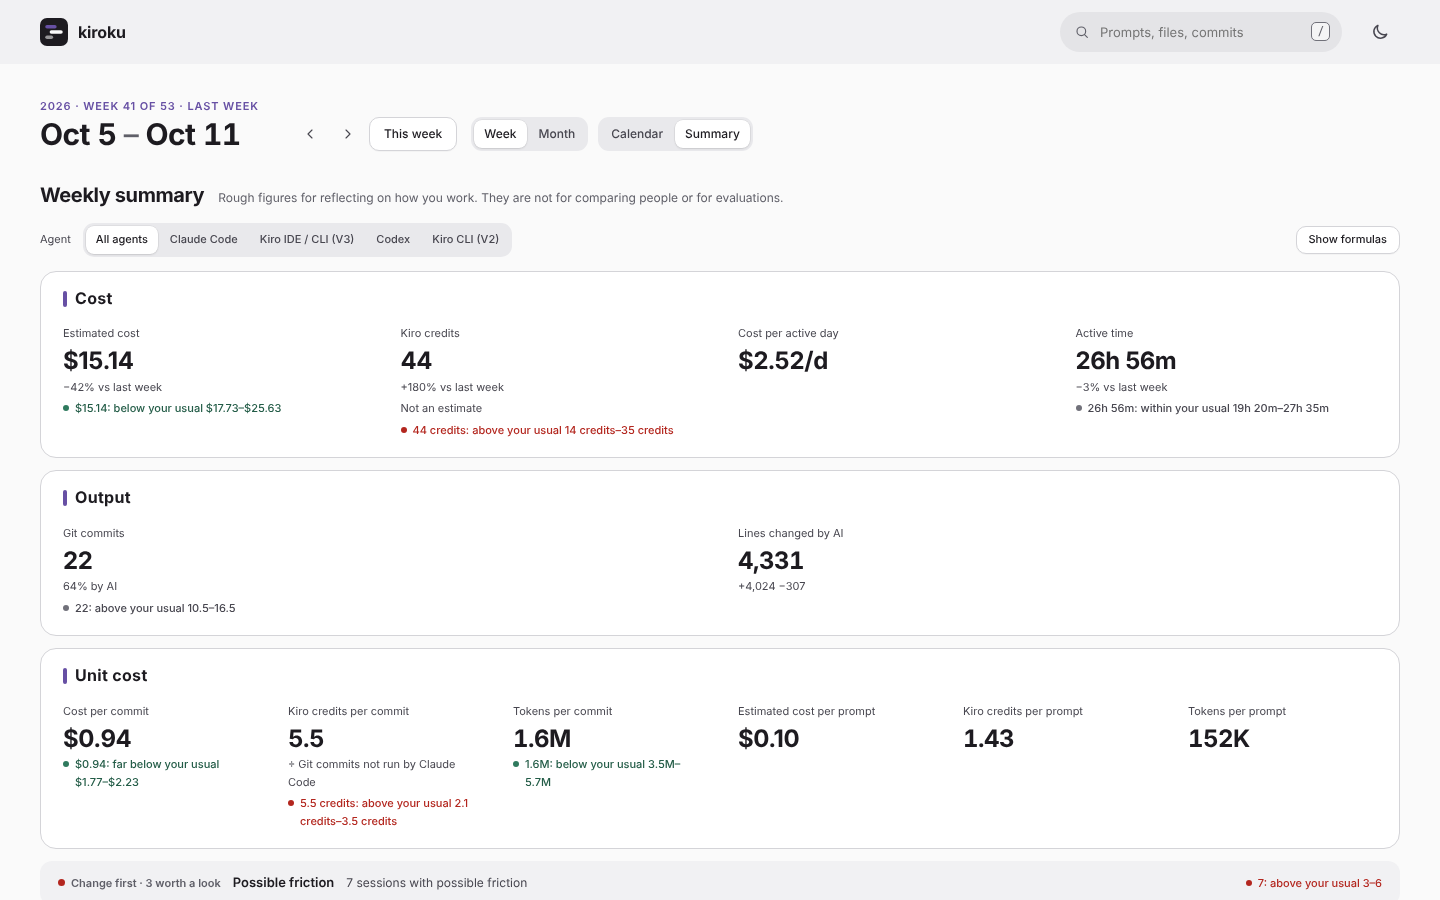 kiroku
Prompts, files, commits
/
2026 · WEEK 41 OF 53 · LAST WEEK
Oct 5 – Oct 11
This week
Week
Month
Calendar
Summary
Weekly summary
Rough figures for reflecting on how you work. They are not for comparing people or for evaluations.
Agent
All agents
Claude Code
Kiro IDE / CLI (V3)
Codex
Kiro CLI (V2)
Show formulas
Cost
Estimated cost
$15.14
−42% vs last week
$15.14: below your usual $17.73–$25.63
Kiro credits
44
+180% vs last week
Not an estimate
44 credits: above your usual 14 credits–35 credits
Cost per active day
$2.52/d
Active time
26h 56m
−3% vs last week
26h 56m: within your usual 19h 20m–27h 35m
Output
Git commits
22
64% by AI
22: above your usual 10.5–16.5
Lines changed by AI
4,331
+4,024 −307
Unit cost
Cost per commit
$0.94
$0.94: far below your usual
$1.77–$2.23
Kiro credits per commit
5.5
÷ Git commits not run by Claude
Code
5.5 credits: above your usual 2.1
credits–3.5 credits
Tokens per commit
1.6M
1.6M: below your usual 3.5M–
5.7M
Estimated cost per prompt
$0.10
Kiro credits per prompt
1.43
Tokens per prompt
152K
Change first · 3 worth a look
Possible friction
7 sessions with possible friction
7: above your usual 3–6